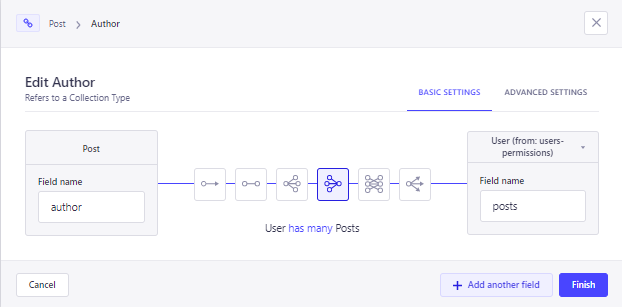 Post > Author
Edit Author
Refers to a Collection Type
BASIC SETTINGS
ADVANCED SETTINGS
Post
Field name
author
User has many Posts
User (from: users-
permissions)
Field name
posts
Cancel
+ Add another field
Finish